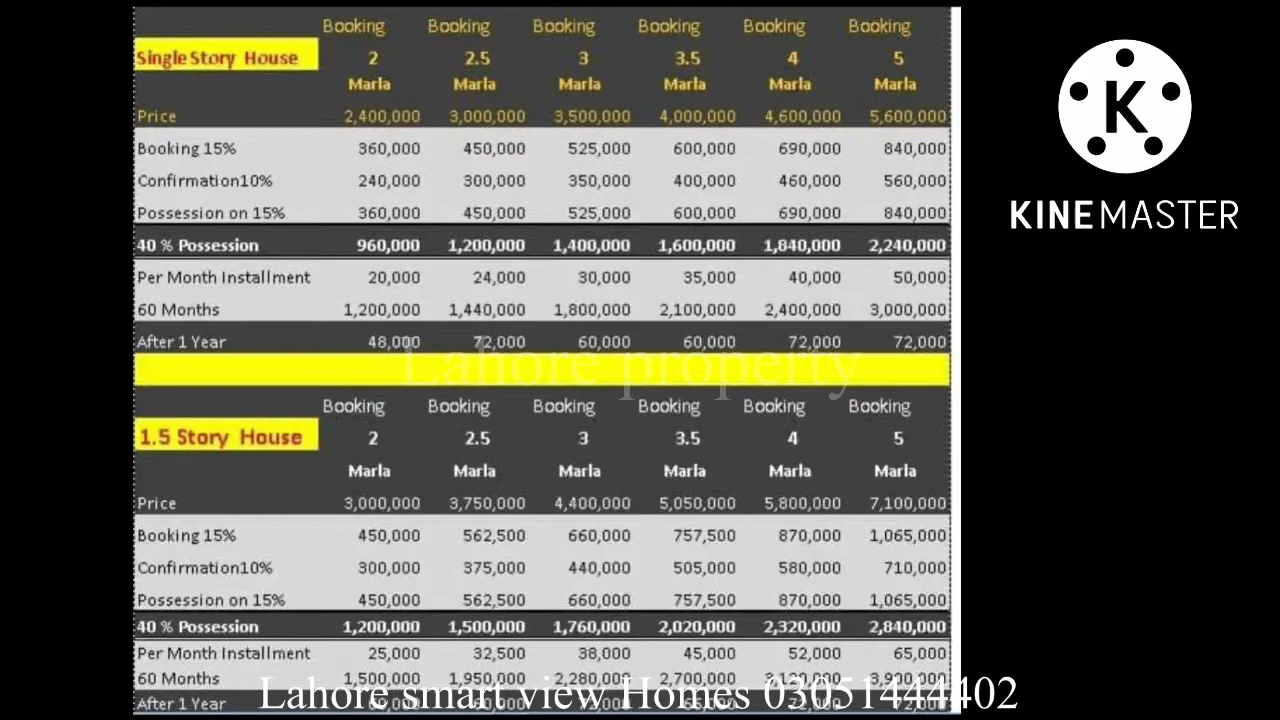 Booking Booking Booking Booking Booking Booking
Single Story House 2 2.5 3 3.5 4 5
Marla Marla Marla Marla Marla Marla
Price 2,400,000 3,000,000 3,500,000 4,000,000 4,600,000 5,600,000
Booking 15% 360,000 450,000 525,000 600,000 690,000 840,000
Confirmation10% 240,000 300,000 350,000 400,000 460,000 560,000
Possession on 15% 360,000 450,000 525,000 600,000 690,000 840,000
40 % Possession 960,000 1,200,000 1,400,000 1,600,000 1,840,000 2,240,000
Per Month Installment 20,000 24,000 30,000 35,000 40,000 50,000
60 Months 1,200,000 1,440,000 1,800,000 2,100,000 2,400,000 3,000,000
After 1 Year 48,000 72,000 60,000 60,000 72,000 72,000
Lahore property
Booking Booking Booking Booking Booking Booking
1.5 Story House 2 2.5 3 3.5 4 5
Marla Marla Marla Marla Marla Marla
Price 3,000,000 3,750,000 4,400,000 5,050,000 5,800,000 7,100,000
Booking 15% 450,000 562,500 660,000 757,500 870,000 1,065,000
Confirmation10% 300,000 375,000 440,000 505,000 580,000 710,000
Possession on 15% 450,000 562,500 660,000 757,500 870,000 1,065,000
40 % Possession 1,200,000 1,500,000 1,760,000 2,020,000 2,320,000 2,840,000
Per Month Installment 25,000 32,500 38,000 45,000 52,000 65,000
60 Months 1,500,000 1,950,000 2,280,000 2,700,000 3,120,000 3,900,000
Lahore smart view Homes 03051444402
After 1 Year
K
KINEMASTER